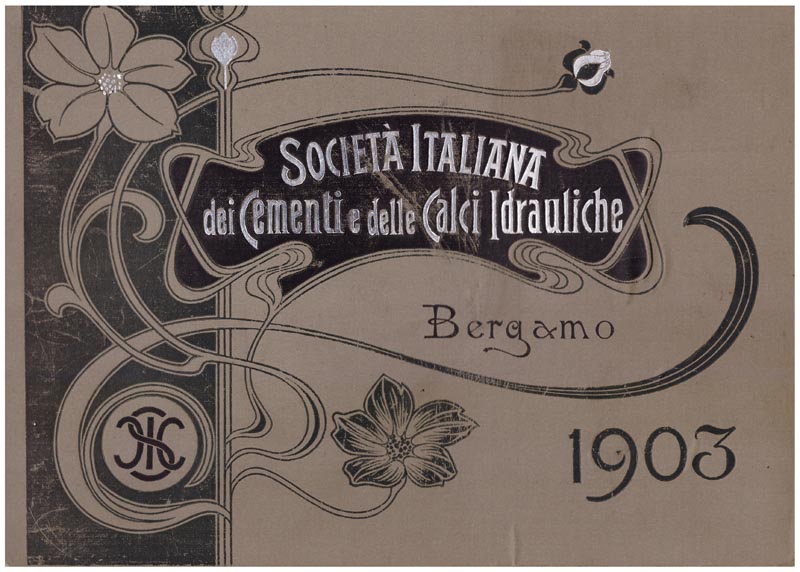 Società Italiana
dei Cementi e delle Calci Idrauliche
Bergamo
1903